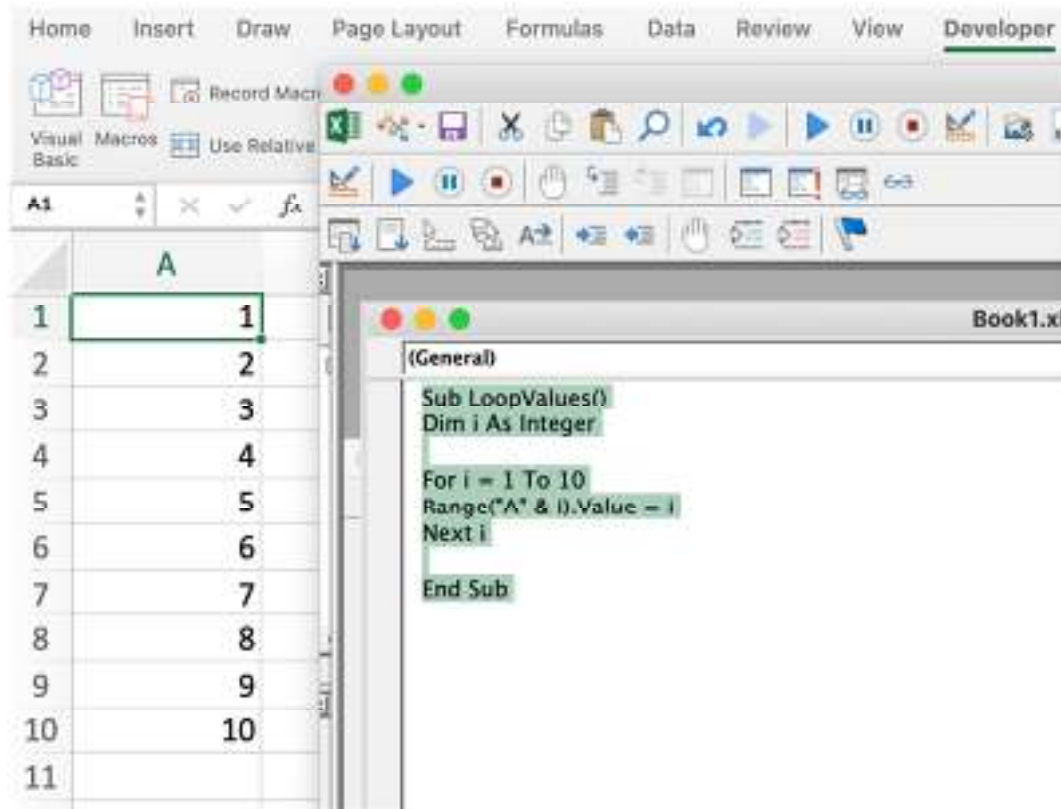 Home Insert Draw Page Layout Formulas Data Review View Developer
Record Macr
Visual Basic
Macros
Use Relative
A1
fx
A
1 1
2 2
3 3
4 4
5 5
6 6
7 7
8 8
9 9
10 10
11
Book1.x
(General)
Sub LoopValues()
Dim i As Integer
For i = 1 To 10
Range("A" & i).Value = i
Next i
End Sub